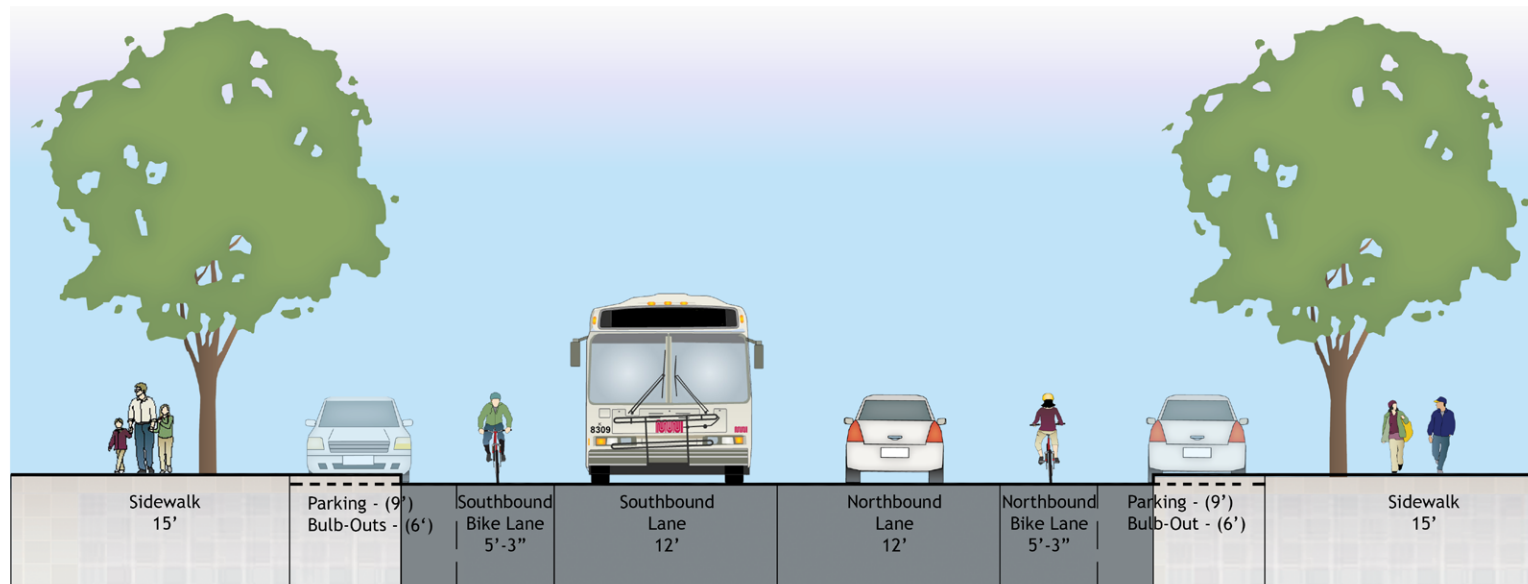 8309
Sidewalk
15’
Parking - (9’)
Bulb-Outs - (6‘)
Southbound
Bike Lane
5’-3”
Southbound
Lane
12’
Northbound
Lane
12’
Northbound
Bike Lane
5’-3”
Parking - (9’)
Bulb-Out - (6’)
Sidewalk
15’